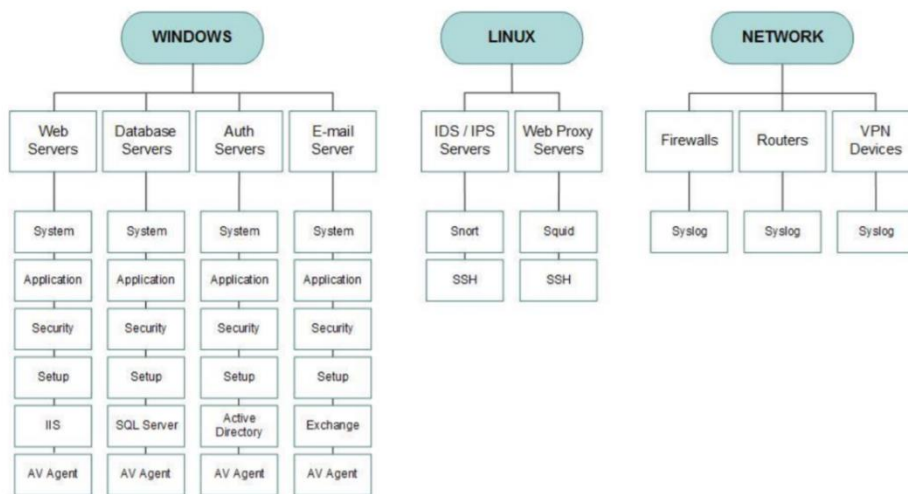 WINDOWS
LINUX
NETWORK
Web
Servers
Database
Servers
Auth
Servers
E-mail
Server
IDS / IPS
Servers
Web Proxy
Servers
Firewalls
Routers
VPN
Devices
System
System
System
System
Snort
Squid
Syslog
Syslog
Syslog
Application
Application
Application
Application
SSH
SSH
Security
Security
Security
Security
Setup
Setup
Setup
Setup
IIS
SQL Server
Active
Directory
Exchange
AV Agent
AV Agent
AV Agent
AV Agent